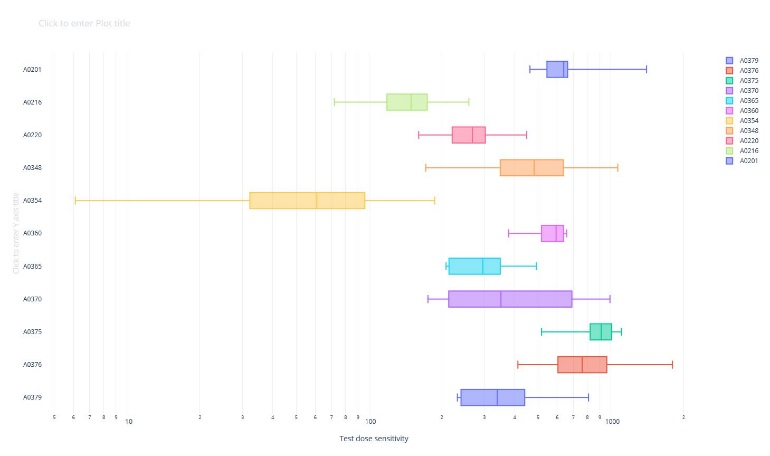 Click to enter Plot title
A0201
A0216
A0220
A0348
A0354
A0360
A0365
A0370
A0375
A0376
A0379
Click to enter Y axis title
5 6 7 8 9 10 2 3 4 5 6 7 8 9 100 2 3 4 5 6 7 8 9 1000 2
Test dose sensitivity
A0379
A0376
A0375
A0370
A0365
A0360
A0354
A0348
A0220
A0216
A0201